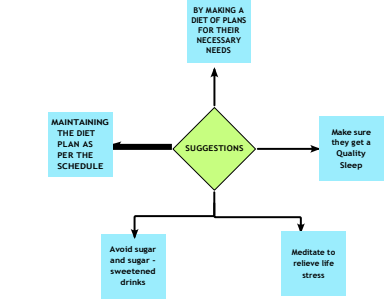 BY MAKING A
DIET OF PLANS
FOR THEIR
NECESSARY
NEEDS
MAINTAINING
THE DIET
PLAN AS
PER THE
SCHEDULE
SUGGESTIONS
Make sure
they get a
Quality
Sleep
Avoid sugar
and sugar -
sweetened
drinks
Meditate to
relieve life
stress